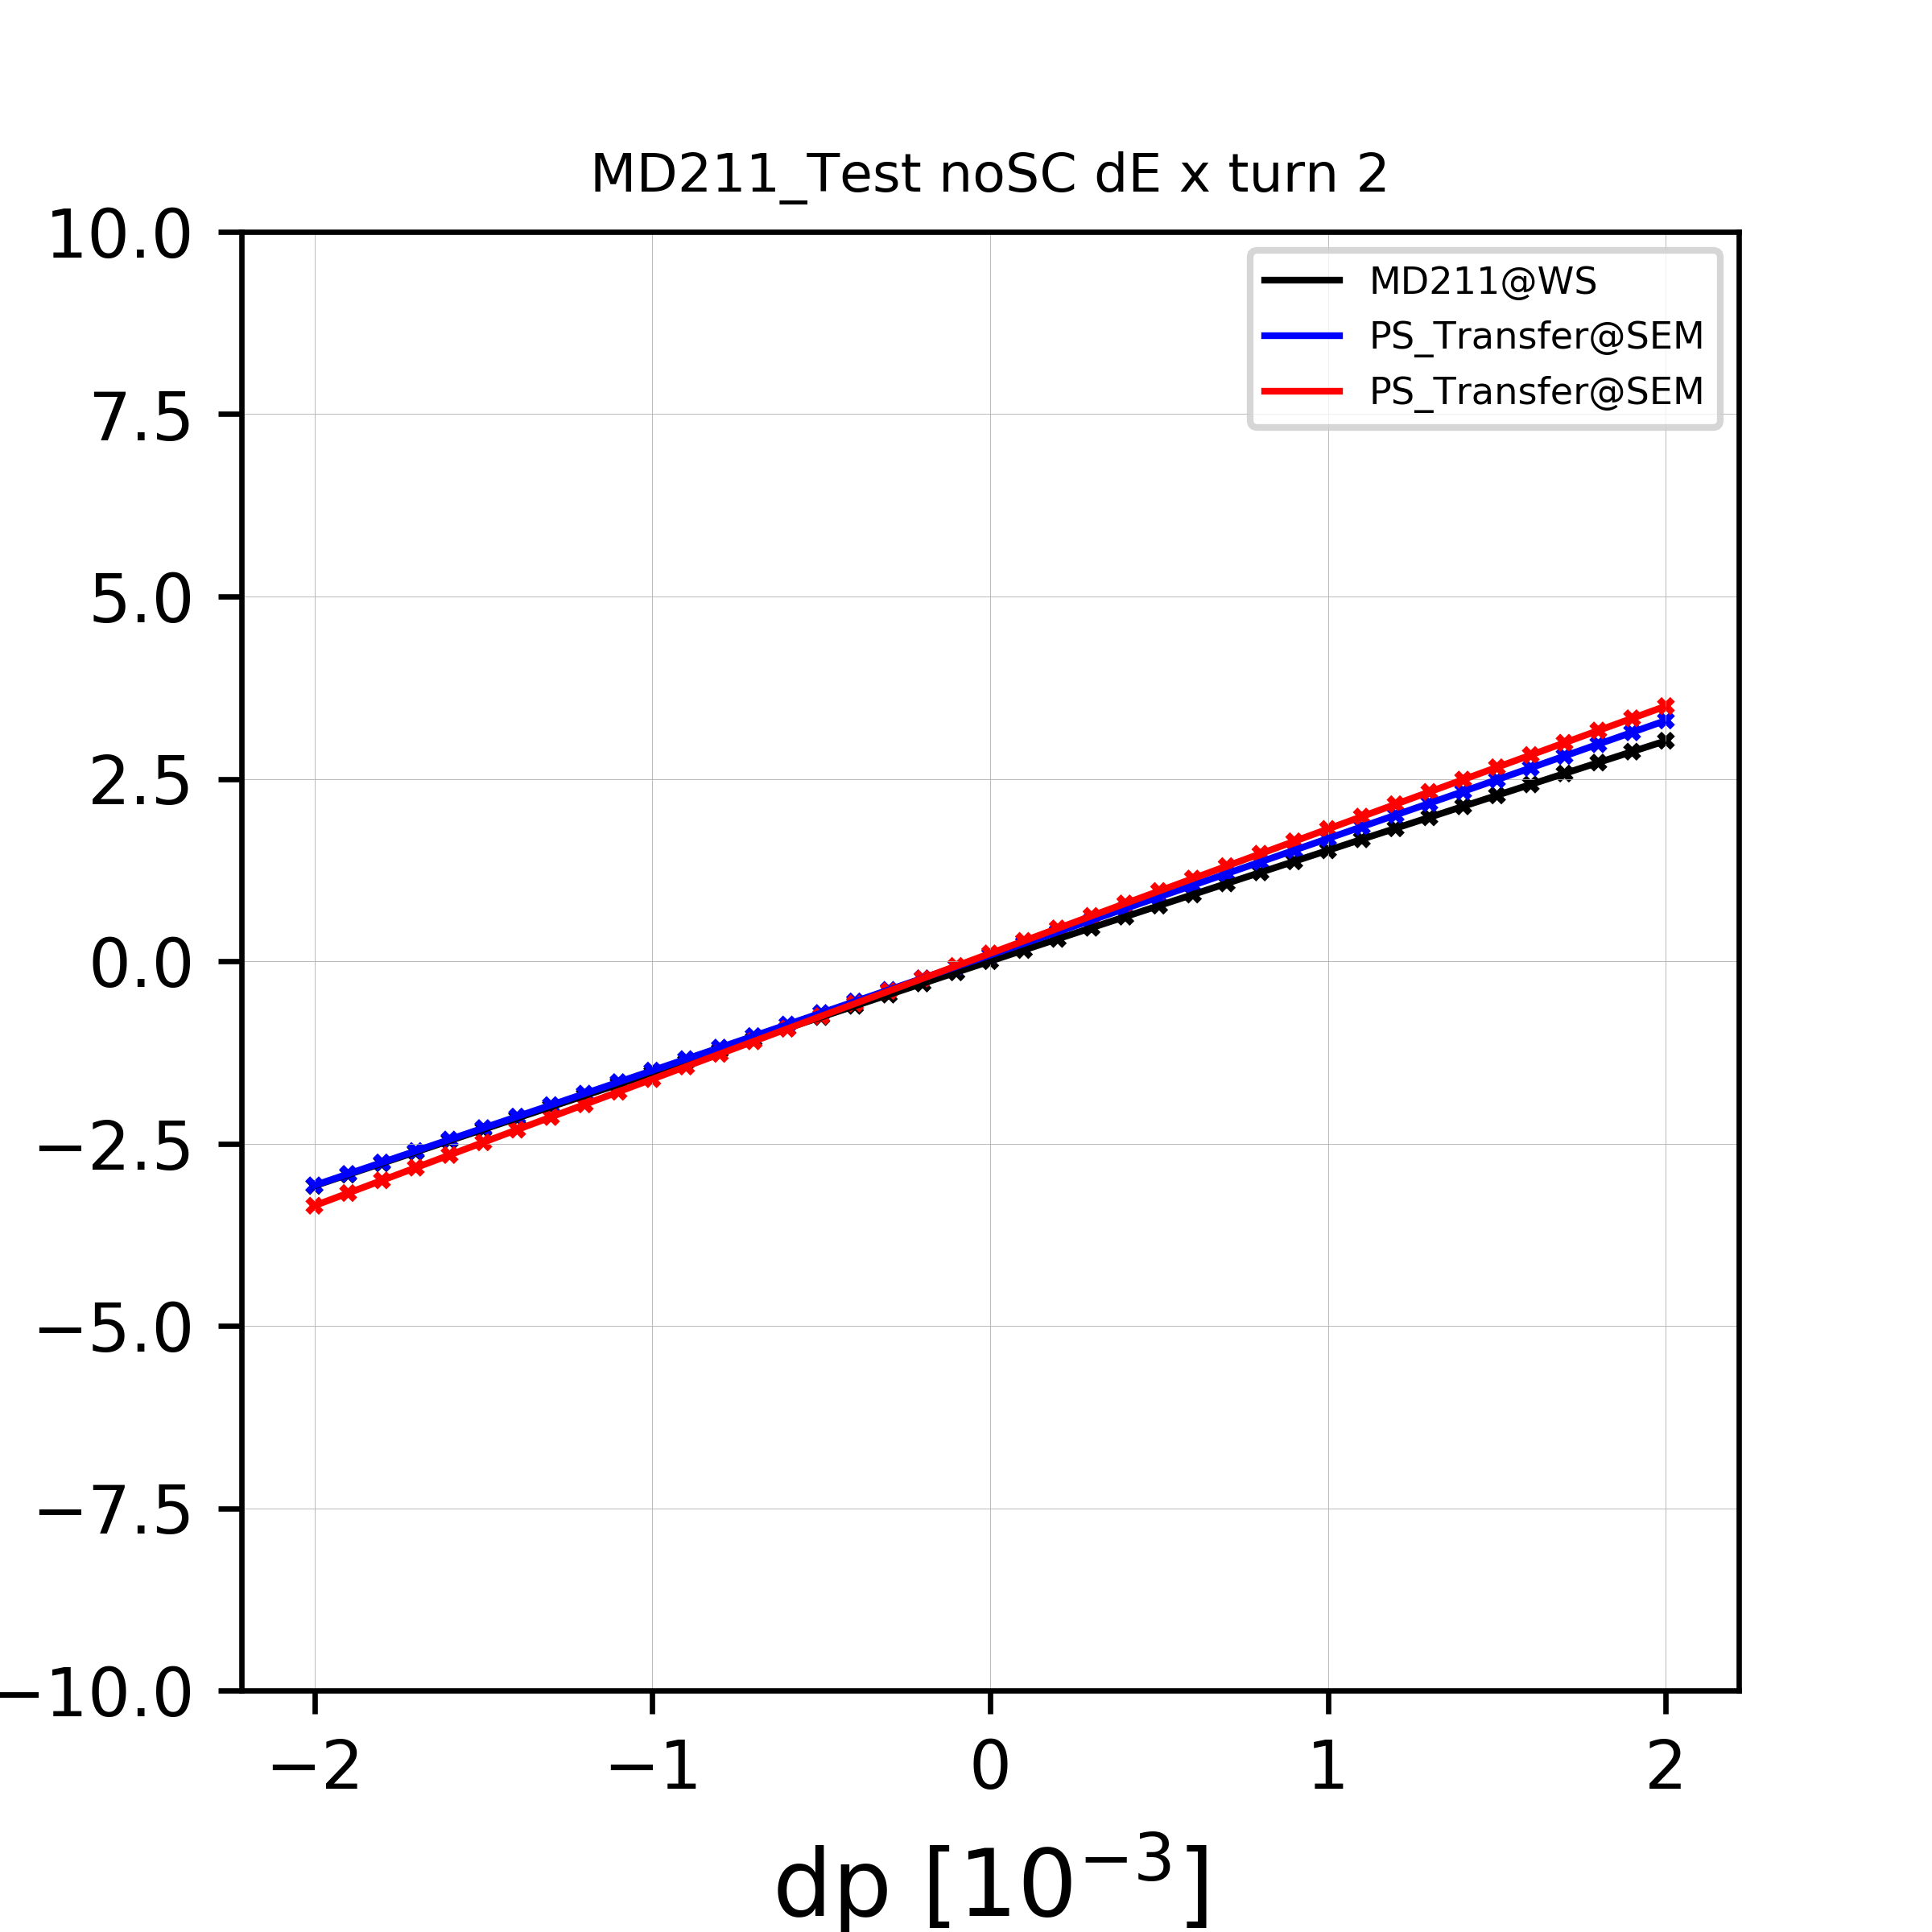 MD211_Test noSC dE x turn 2
10.0
7.5
5.0
2.5
0.0
−2.5
−5.0
−7.5
−10.0
MD211@WS
PS_Transfer@SEM
PS_Transfer@SEM
−2 −1 0 1 2
dp [10⁻³]